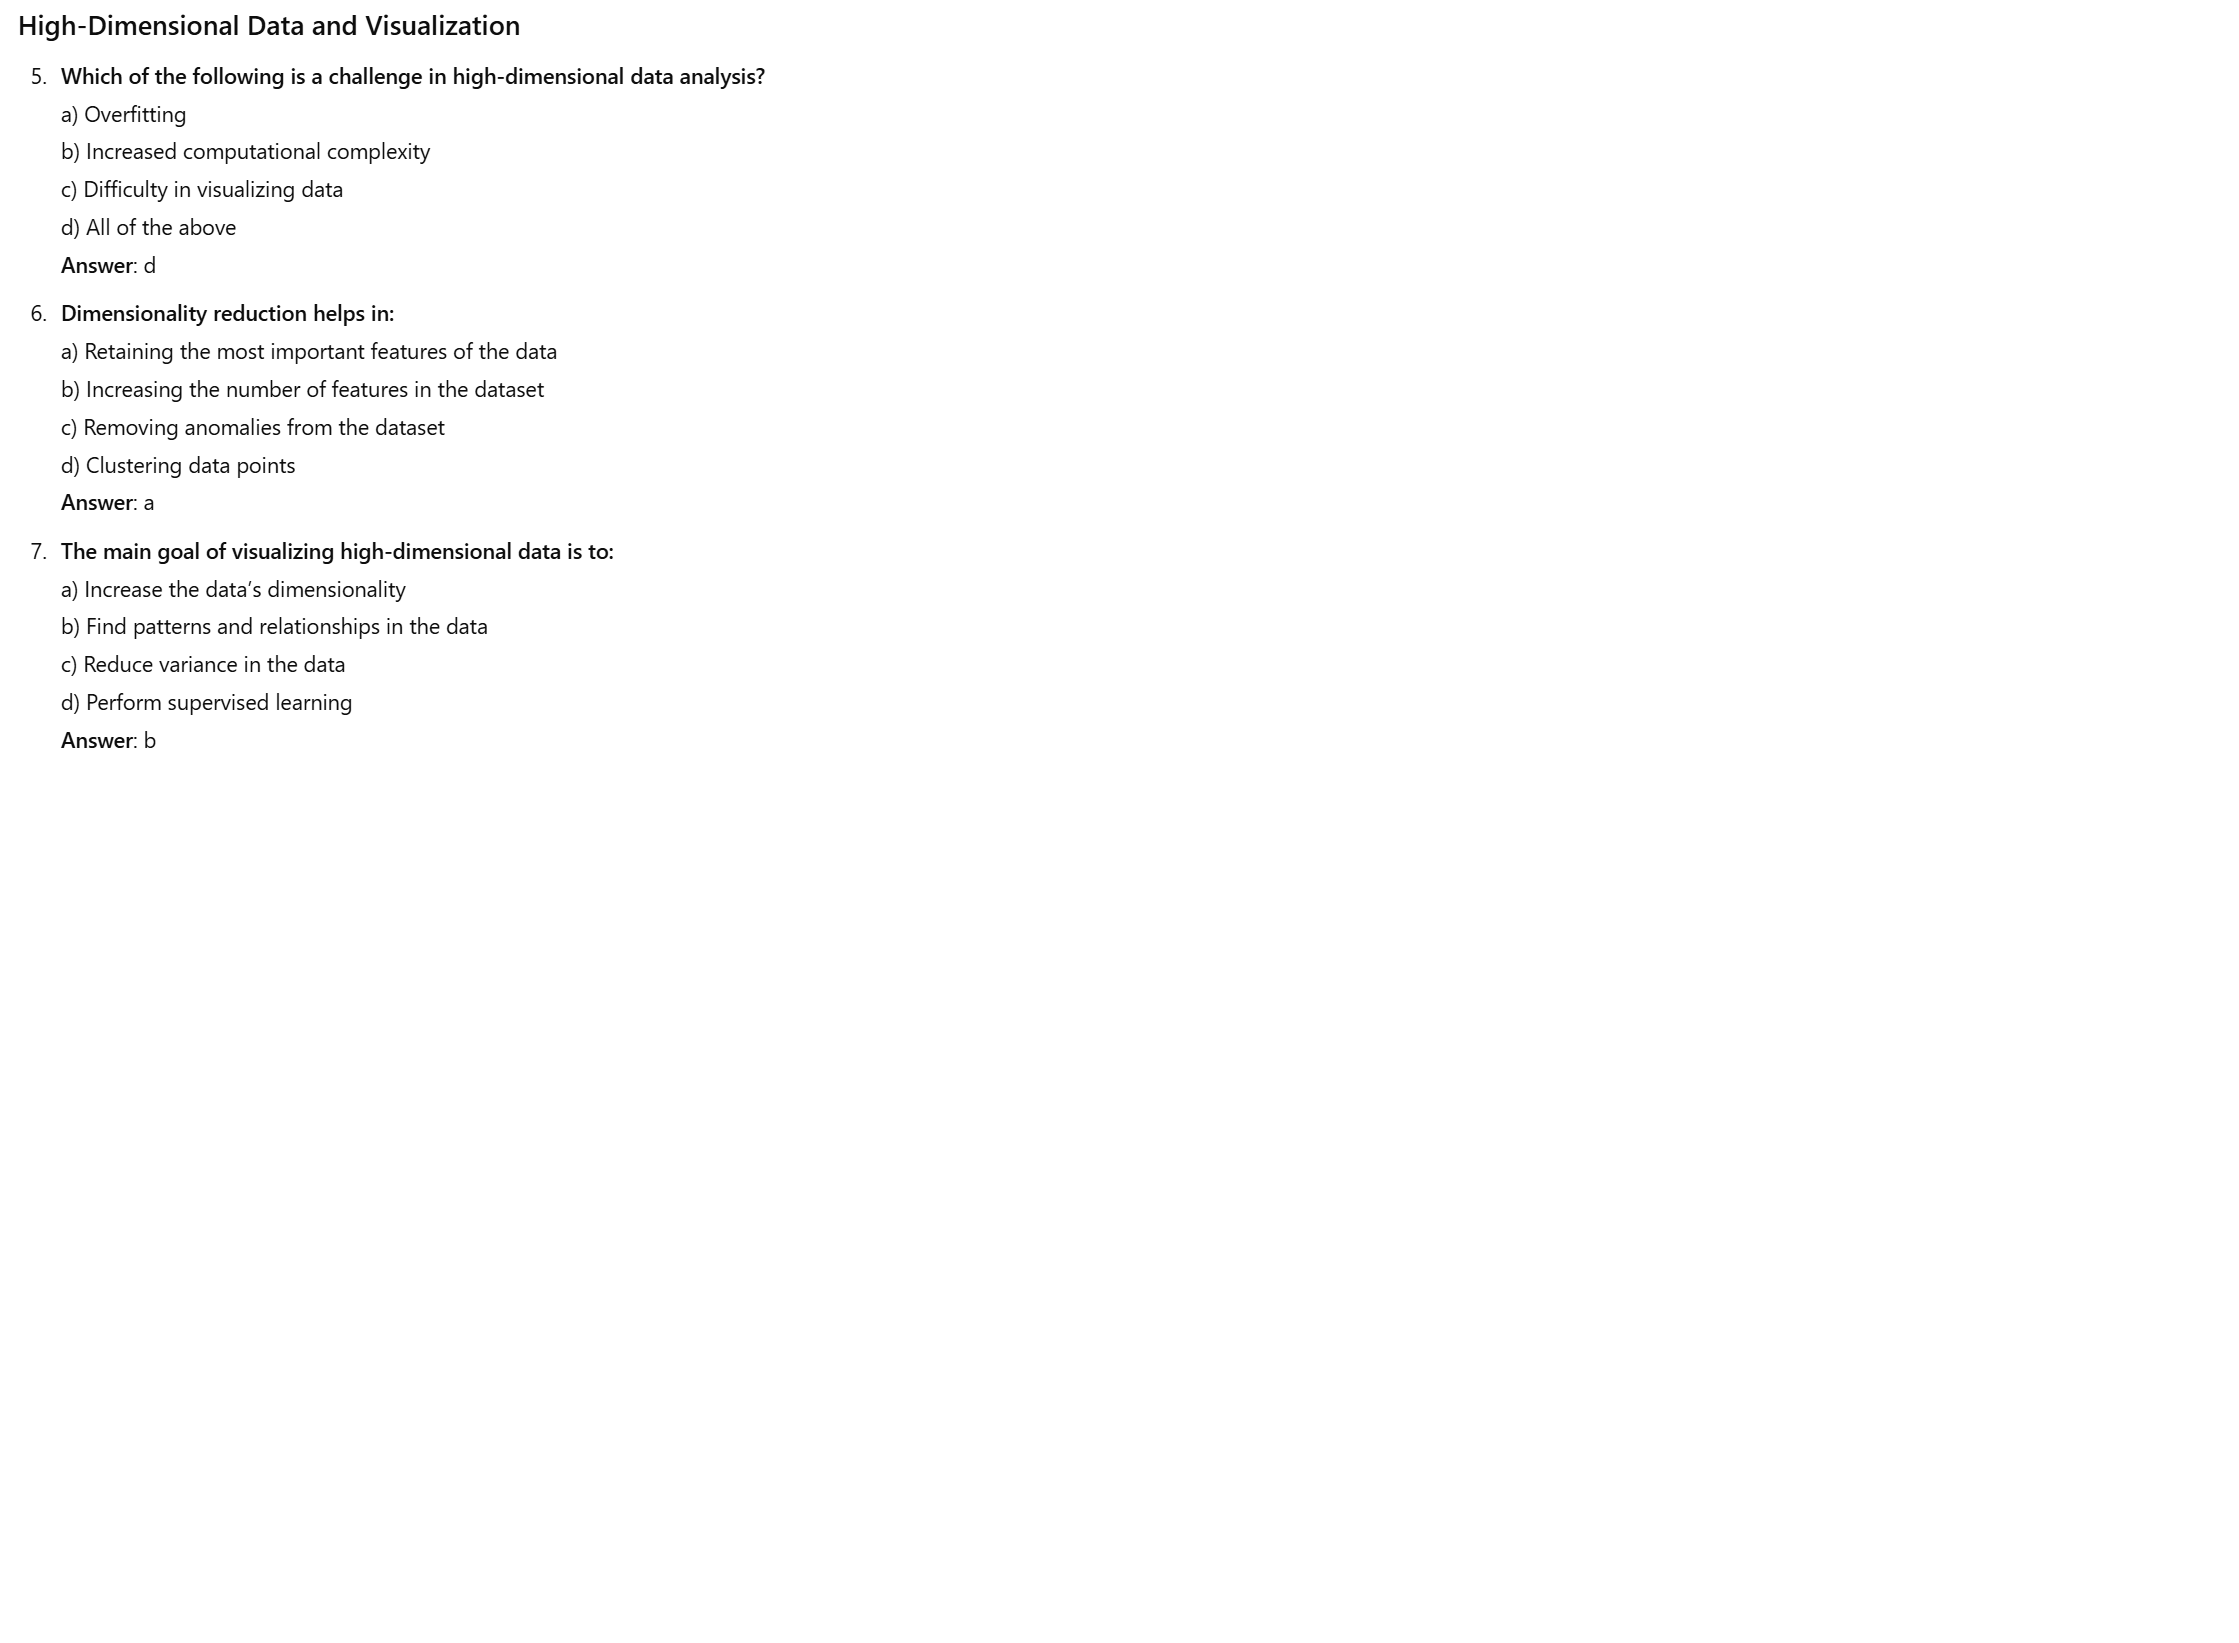 High-Dimensional Data and Visualization
5. Which of the following is a challenge in high-dimensional data analysis?
a) Overfitting
b) Increased computational complexity
c) Difficulty in visualizing data
d) All of the above
Answer: d
6. Dimensionality reduction helps in:
a) Retaining the most important features of the data
b) Increasing the number of features in the dataset
c) Removing anomalies from the dataset
d) Clustering data points
Answer: a
7. The main goal of visualizing high-dimensional data is to:
a) Increase the data’s dimensionality
b) Find patterns and relationships in the data
c) Reduce variance in the data
d) Perform supervised learning
Answer: b